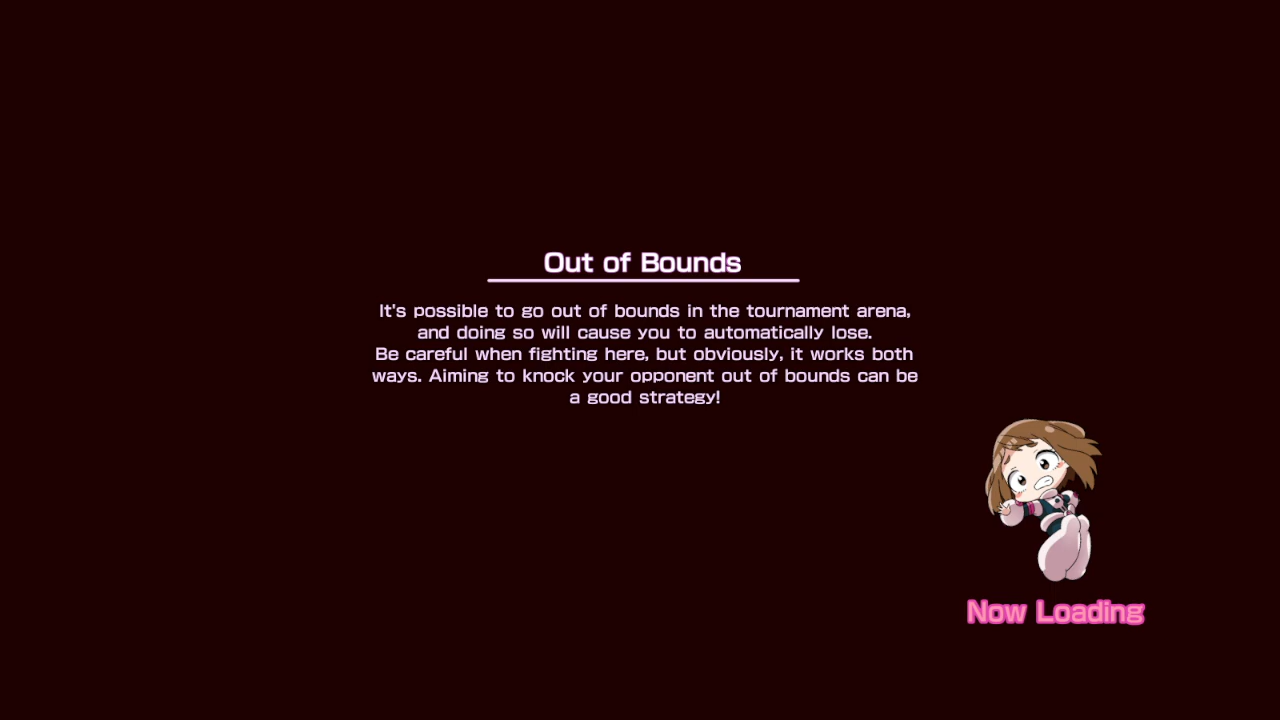 Out of Bounds
It's possible to go out of bounds in the tournament arena,
and doing so will cause you to automatically lose.
Be careful when fighting here, but obviously, it works both
ways. Aiming to knock your opponent out of bounds can be
a good strategy!
Now Loading